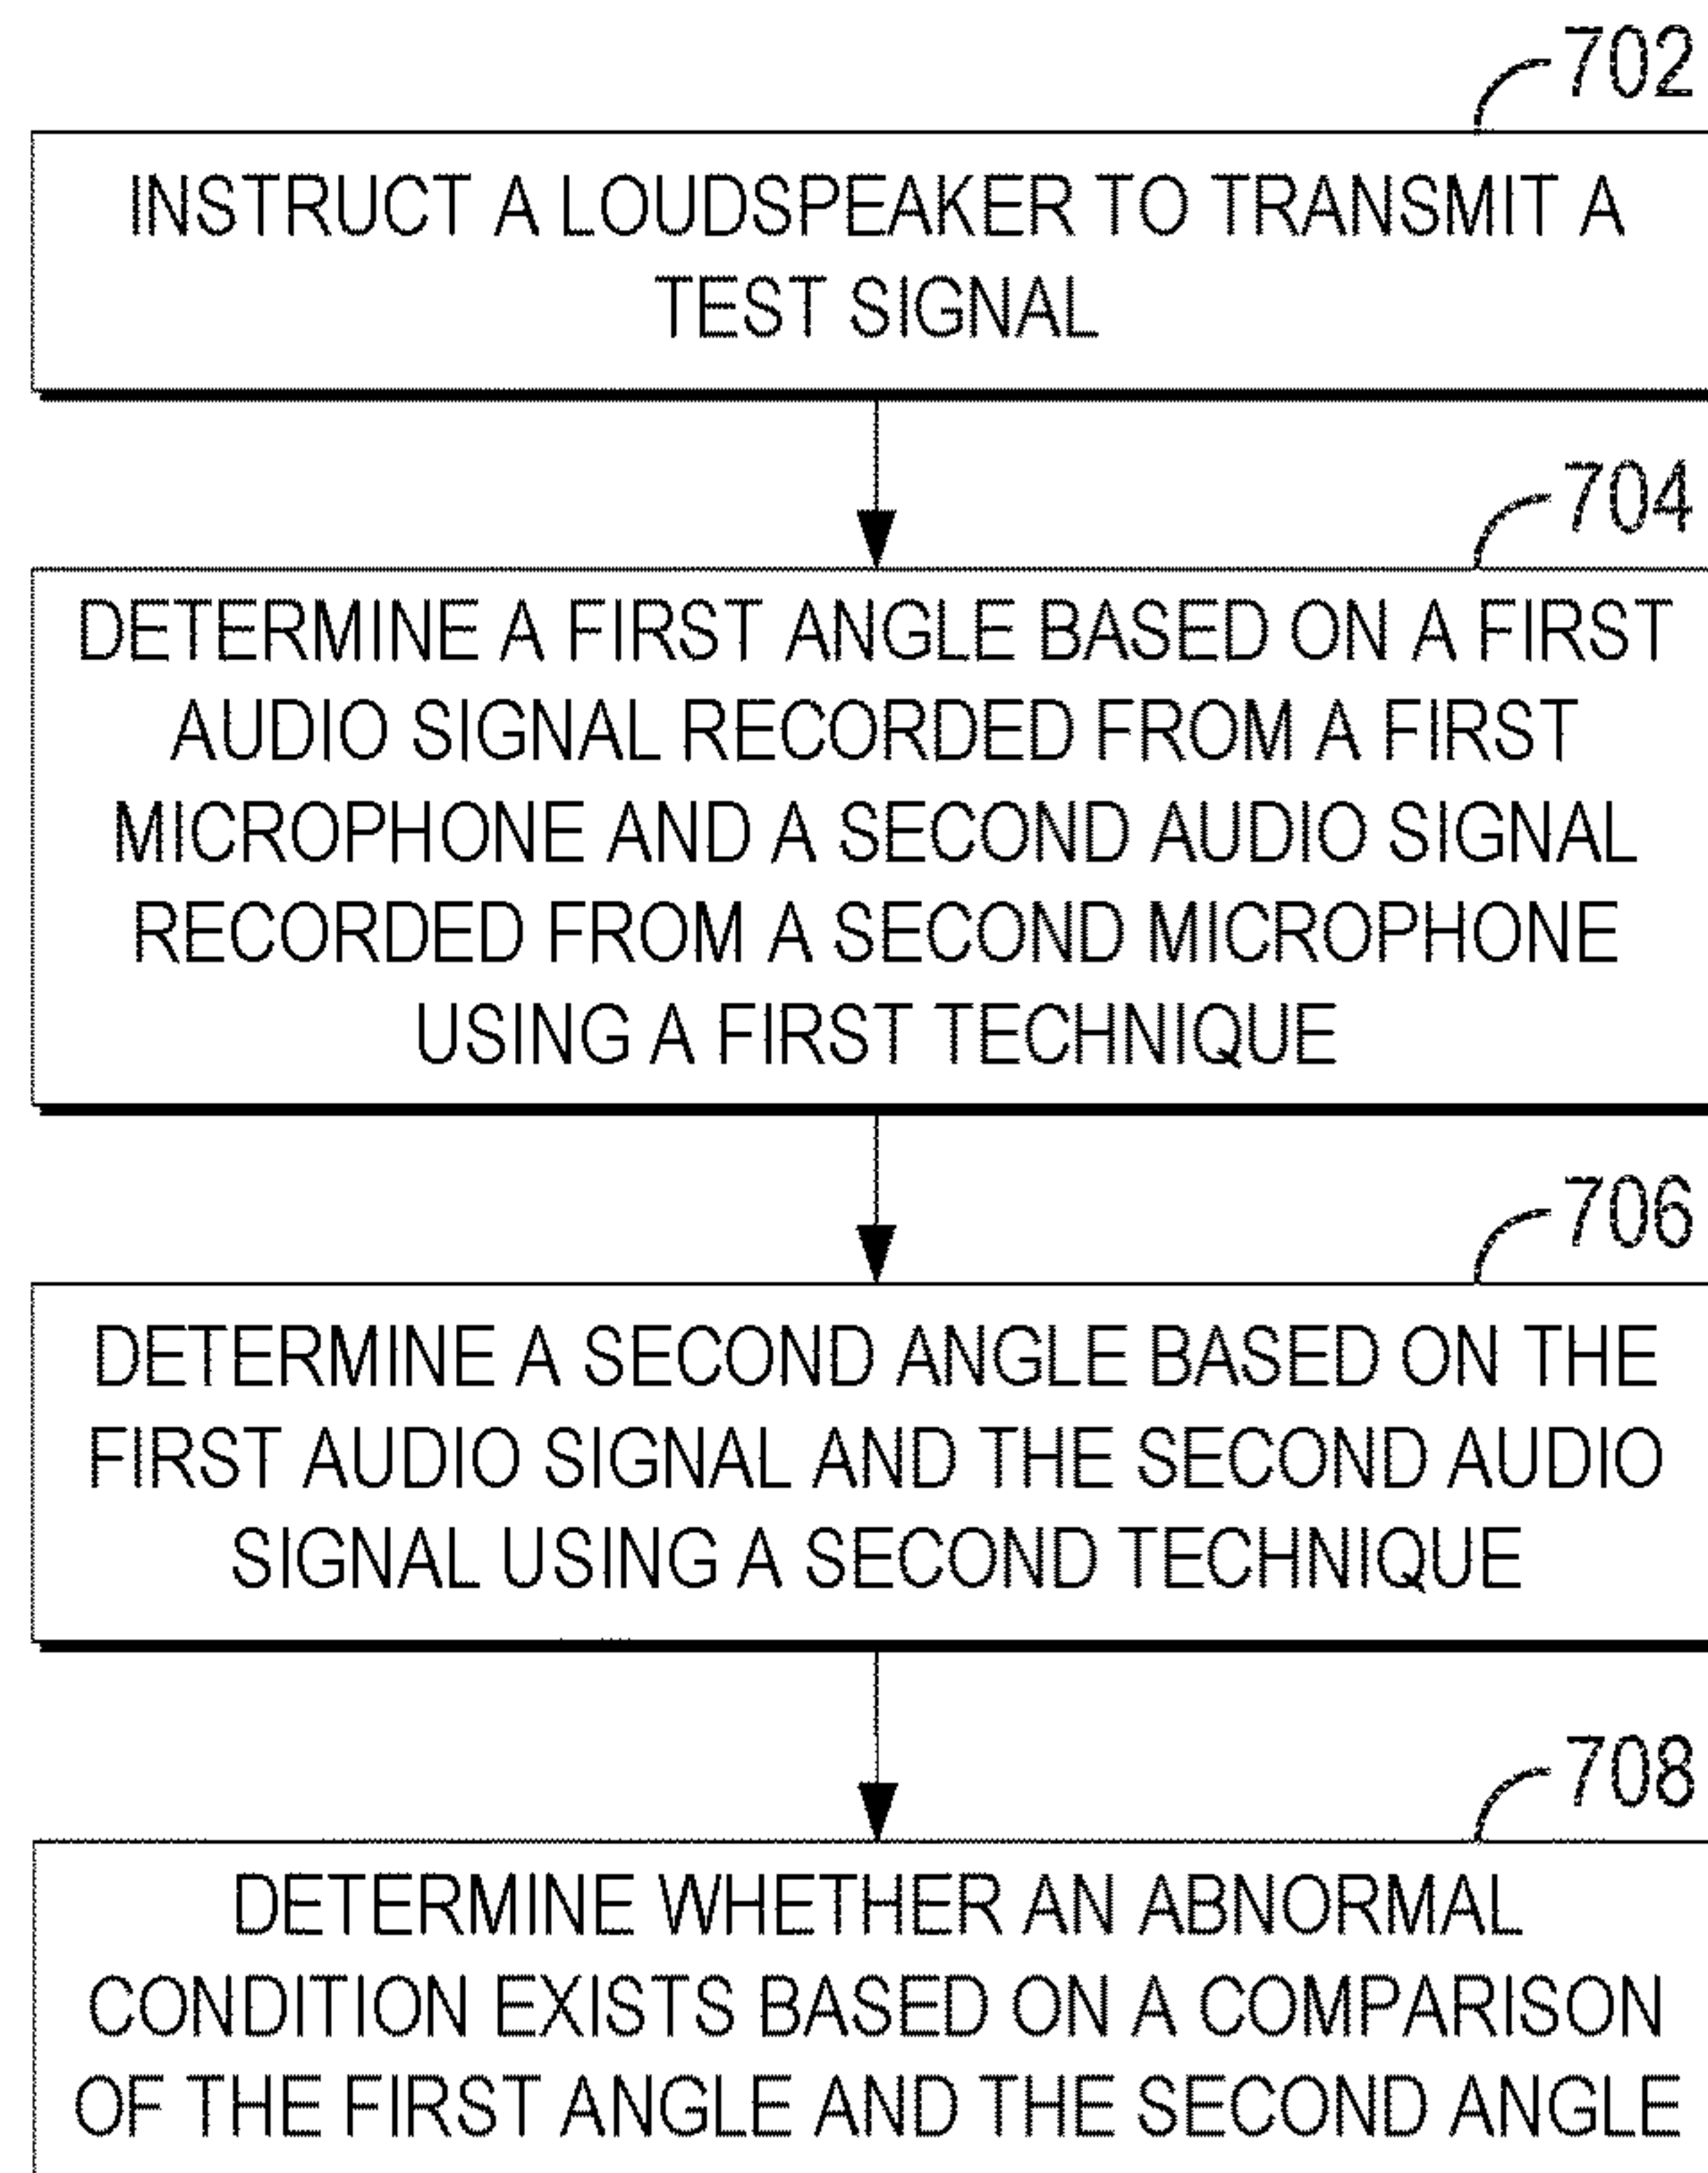 702
INSTRUCT A LOUDSPEAKER TO TRANSMIT A
TEST SIGNAL
704
DETERMINE A FIRST ANGLE BASED ON A FIRST
AUDIO SIGNAL RECORDED FROM A FIRST
MICROPHONE AND A SECOND AUDIO SIGNAL
RECORDED FROM A SECOND MICROPHONE
USING A FIRST TECHNIQUE
706
DETERMINE A SECOND ANGLE BASED ON THE
FIRST AUDIO SIGNAL AND THE SECOND AUDIO
SIGNAL USING A SECOND TECHNIQUE
708
DETERMINE WHETHER AN ABNORMAL
CONDITION EXISTS BASED ON A COMPARISON
OF THE FIRST ANGLE AND THE SECOND ANGLE